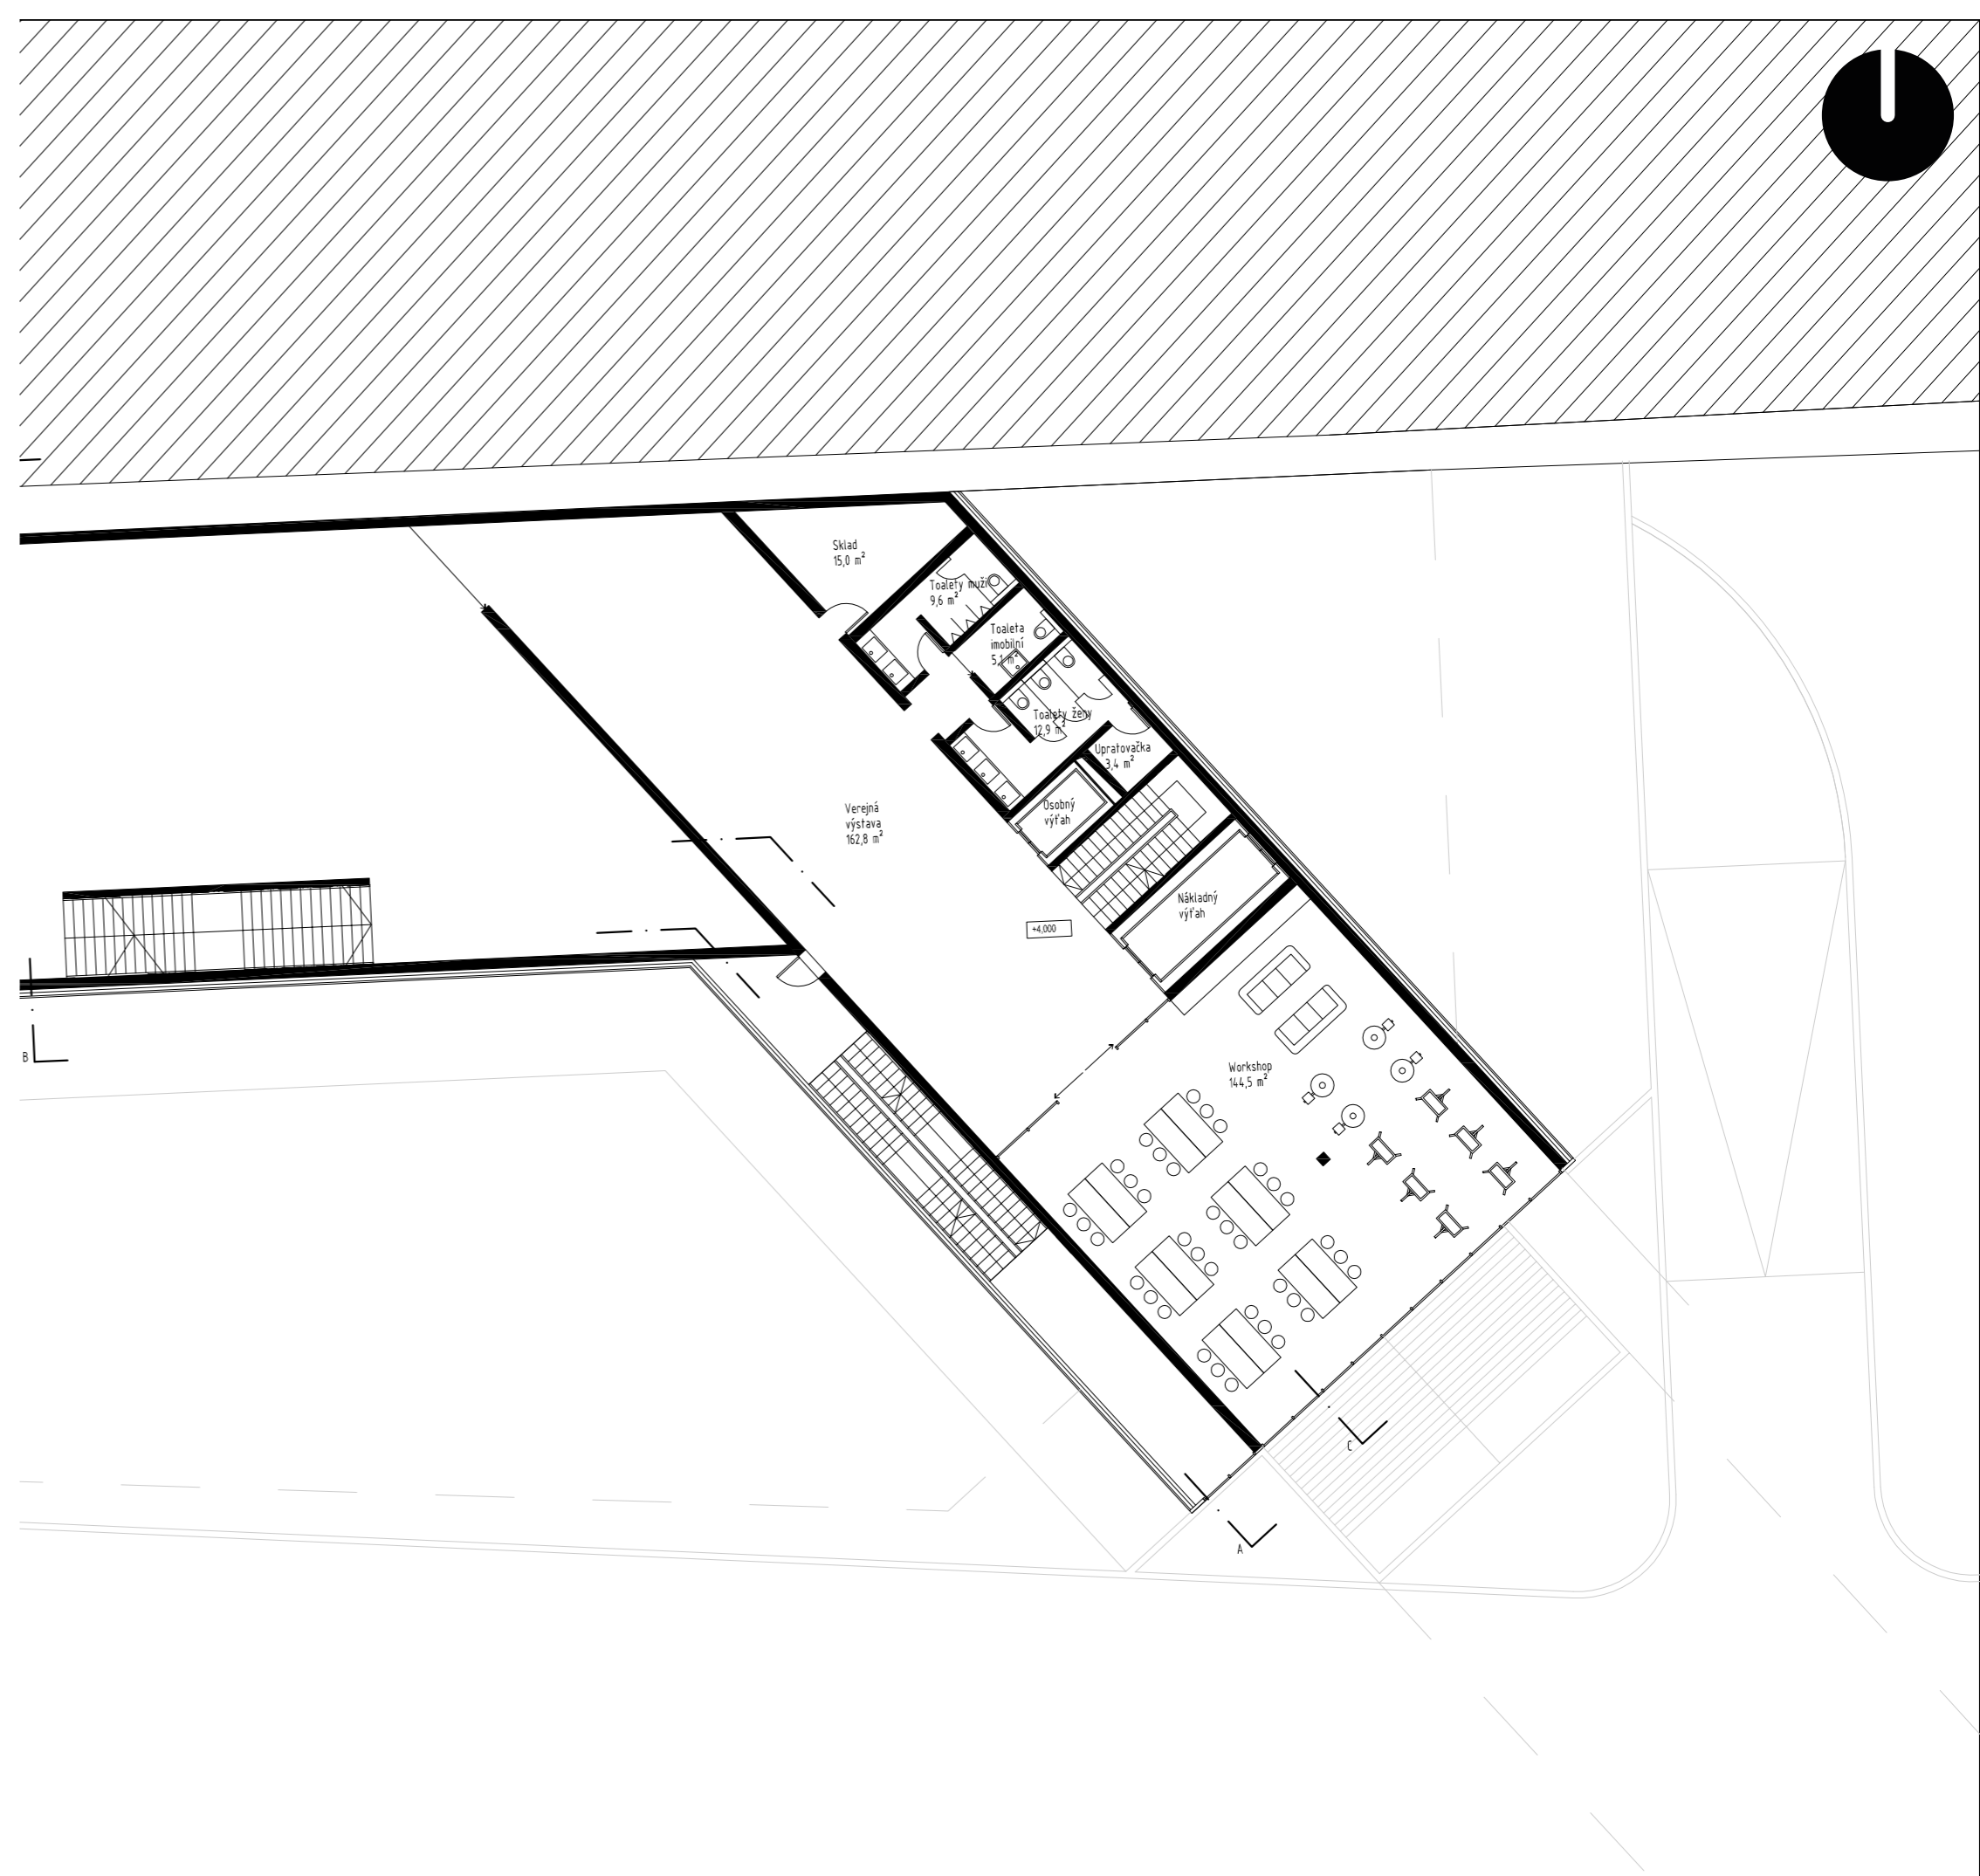 Sklad
15,0 m²
Toalety muži
9,6 m²
Toaleta
imobilní
5,1 m²
Toalety ženy
12,9 m²
Upratovačka
3,4 m²
Osobný
výťah
Verejná
výstava
162,8 m²
Nákladný
výťah
+4,000
B
Workshop
144,5 m²
C
A